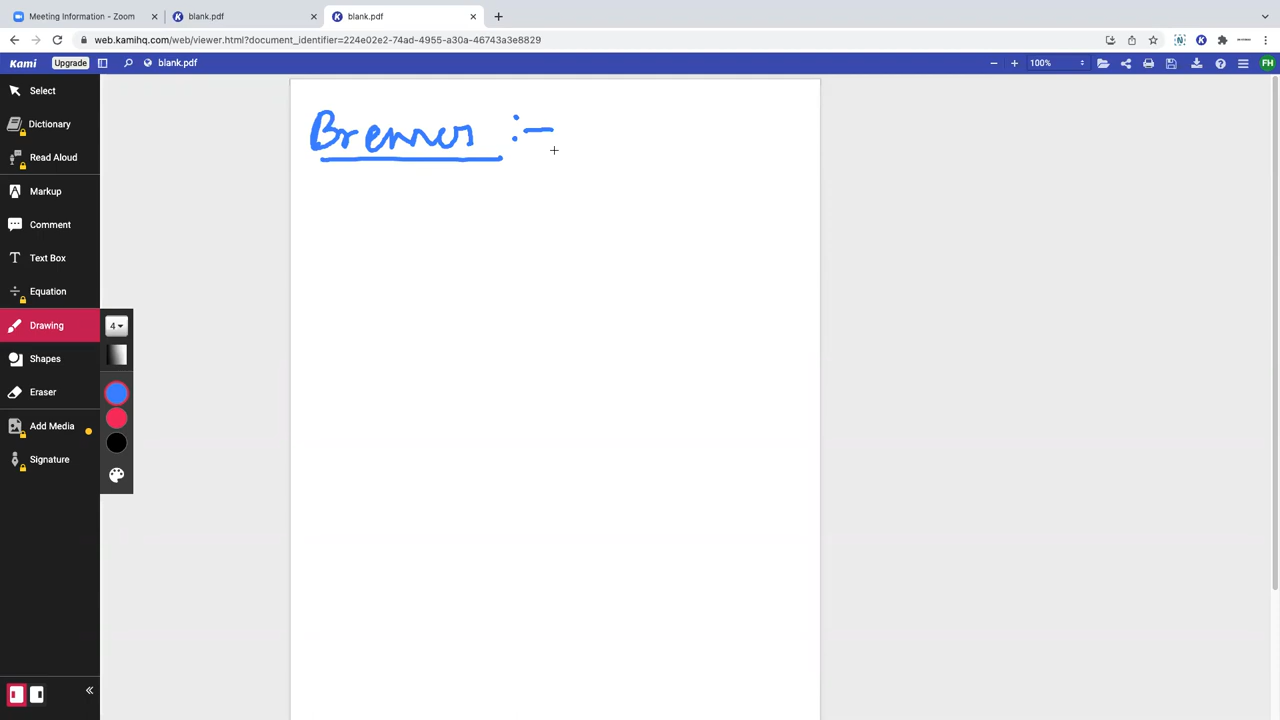 Meeting Information - Zoom
blank.pdf
blank.pdf
web.kamihq.com/web/viewer.html?document_identifier=224e02e2-74ad-4955-a30a-46743a3e8829
Kami
Upgrade
blank.pdf
100%
FH
Select
Dictionary
Read Aloud
Markup
Comment
Text Box
Equation
Drawing
4
Shapes
Eraser
Add Media
Signature
:-